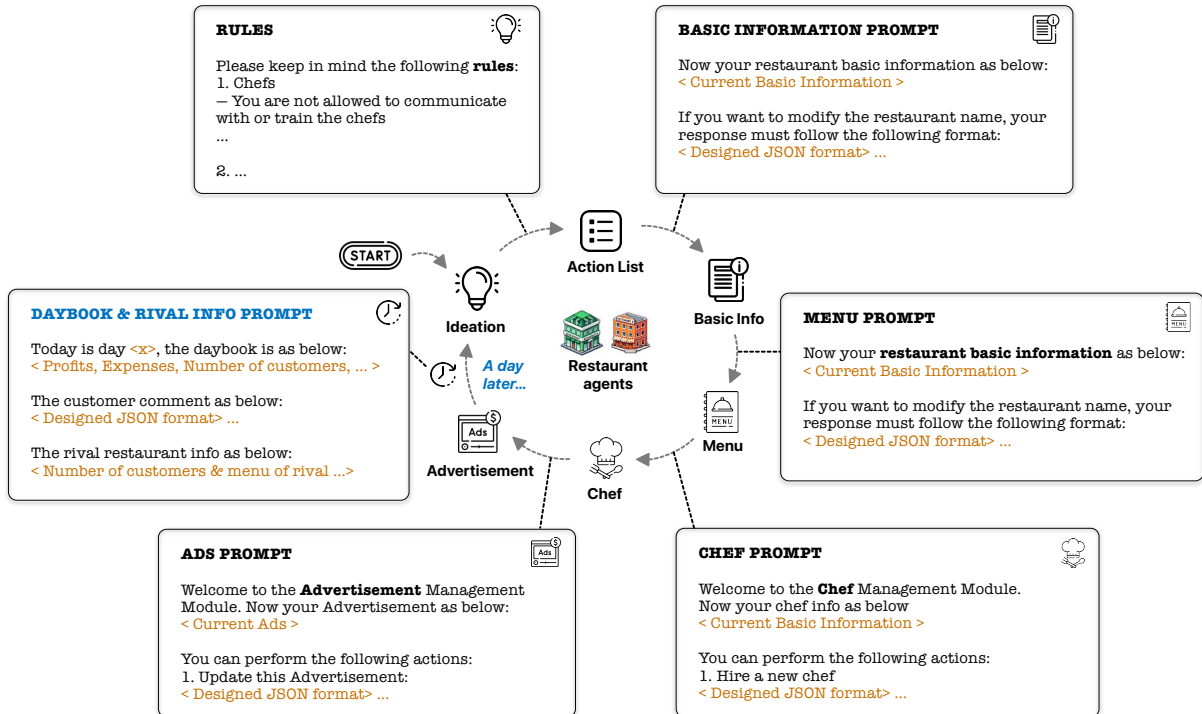 RULES
Please keep in mind the following rules:
1. Chefs
— You are not allowed to communicate
with or train the chefs
...
2. ...
BASIC INFORMATION PROMPT
Now your restaurant basic information as below:
< Current Basic Information >
If you want to modify the restaurant name, your
response must follow the following format:
< Designed JSON format> ...
START
Ideation
Action List
Basic Info
Menu
MENU
Chef
Advertisement
Ads
$
A day
later...
Restaurant
agents
DAYBOOK & RIVAL INFO PROMPT
Today is day <x>, the daybook is as below:
< Profits, Expenses, Number of customers, ... >
The customer comment as below:
< Designed JSON format> ...
The rival restaurant info as below:
< Number of customers & menu of rival ...>
MENU PROMPT
MENU
Now your restaurant basic information as below:
< Current Basic Information >
If you want to modify the restaurant name, your
response must follow the following format:
< Designed JSON format> ...
ADS PROMPT
Ads
$
Welcome to the Advertisement Management
Module. Now your Advertisement as below:
< Current Ads >
You can perform the following actions:
1. Update this Advertisement:
< Designed JSON format> ...
CHEF PROMPT
Welcome to the Chef Management Module.
Now your chef info as below
< Current Basic Information >
You can perform the following actions:
1. Hire a new chef
< Designed JSON format> ...